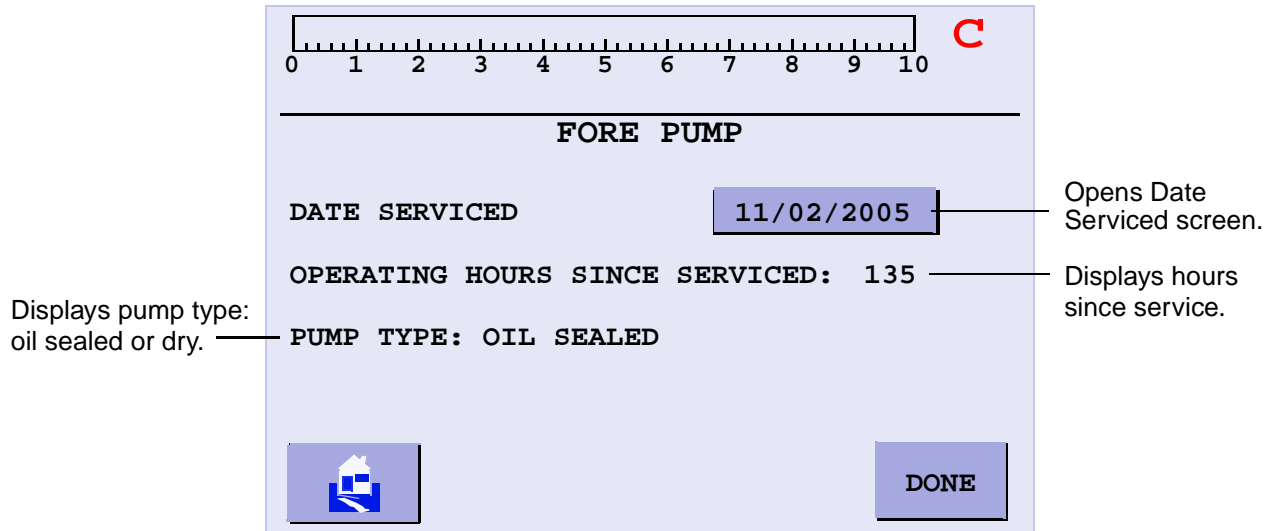 C
0 1 2 3 4 5 6 7 8 9 10
FORE PUMP
DATE SERVICED 11/02/2005
Opens Date
Serviced screen.
OPERATING HOURS SINCE SERVICED: 135
Displays hours
since service.
Displays pump type:
oil sealed or dry.
PUMP TYPE: OIL SEALED
DONE